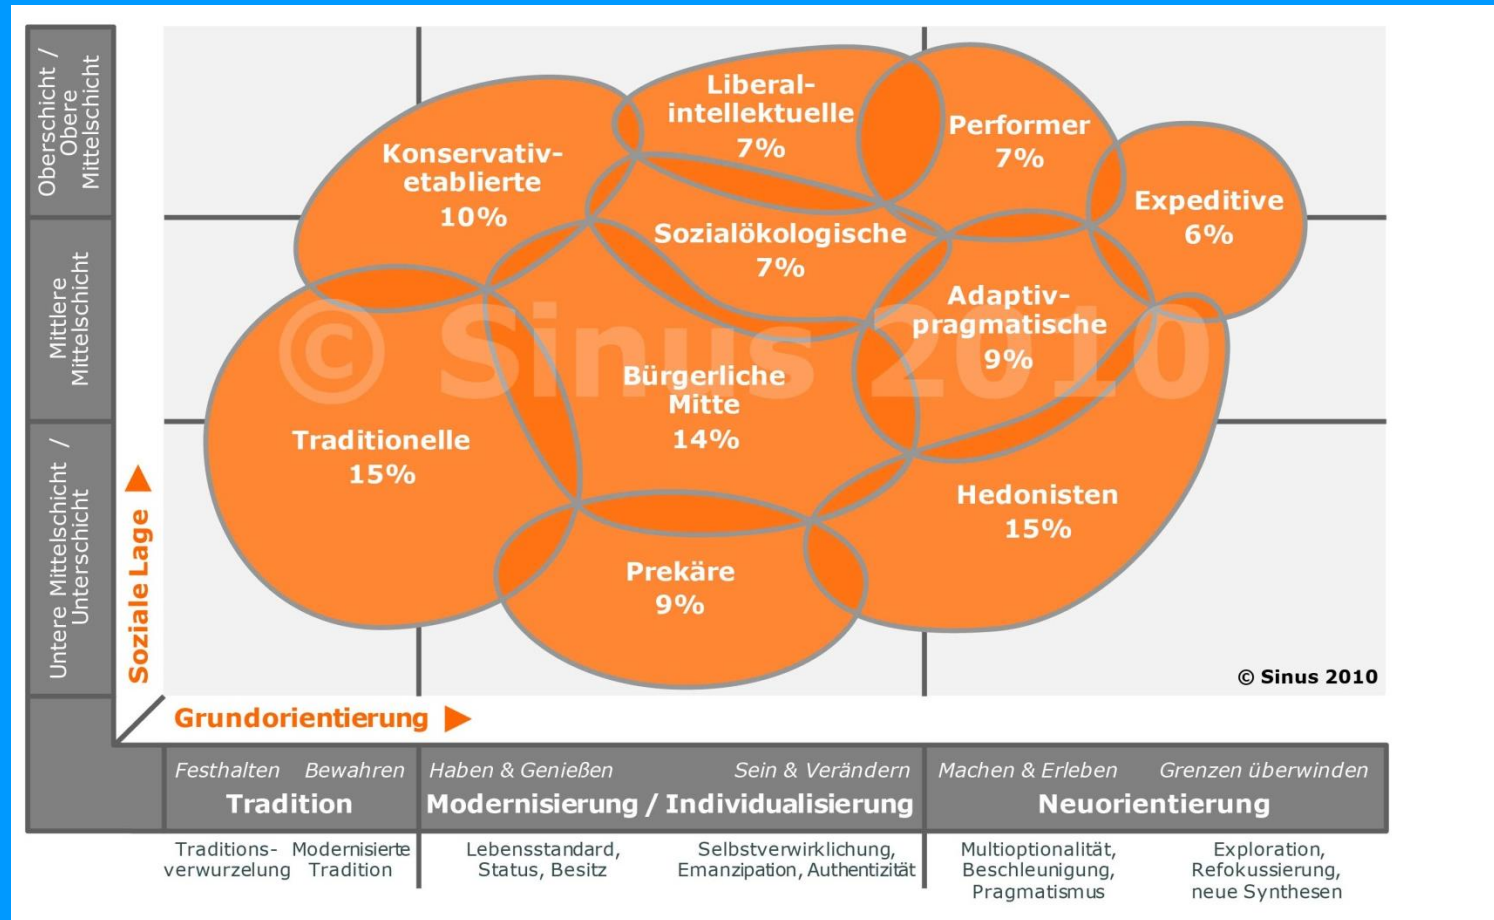 Oberschicht /
Obere
Mittelschicht
Mittlere
Mittelschicht
Untere Mittelschicht /
Unterschicht
Soziale Lage
Konservativ-
etablierte
10%
Liberal-
intellektuelle
7%
Performer
7%
Expeditive
6%
Sozialökologische
7%
Adaptiv-
pragmatische
9%
© Sinus 2010
Bürgerliche
Mitte
14%
Traditionelle
15%
Hedonisten
15%
Prekäre
9%
© Sinus 2010
Grundorientierung
Festhalten Bewahren
Tradition
Haben & Genießen Sein & Verändern
Modernisierung / Individualisierung
Machen & Erleben Grenzen überwinden
Neuorientierung
Traditions-
verwurzelung
Modernisierte
Tradition
Lebensstandard,
Status, Besitz
Selbstverwirklichung,
Emanzipation, Authentizität
Multioptionalität,
Beschleunigung,
Pragmatismus
Exploration,
Refokussierung,
neue Synthesen